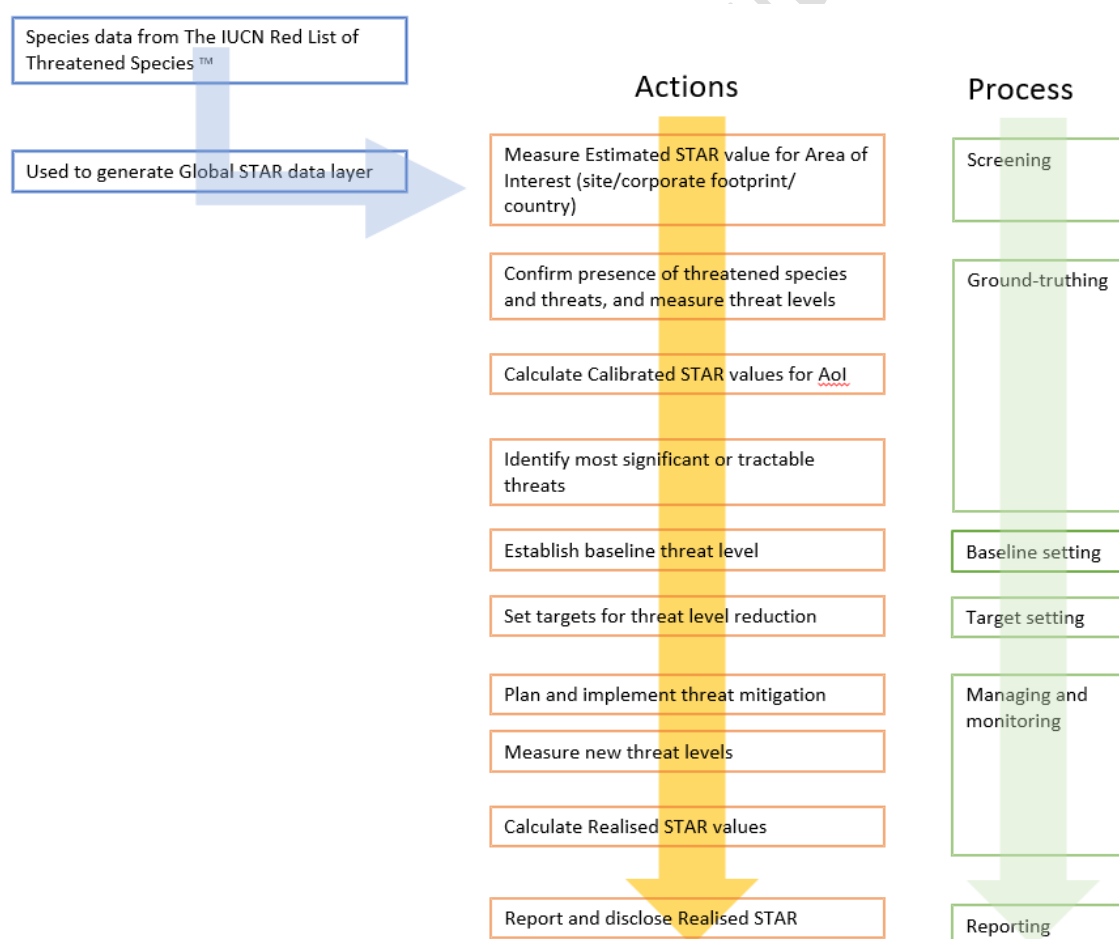 Species data from The IUCN Red List of
Threatened Species ™
Used to generate Global STAR data layer
Actions
Measure Estimated STAR value for Area of
Interest (site/corporate footprint/
country)
Confirm presence of threatened species
and threats, and measure threat levels
Calculate Calibrated STAR values for AoI
Identify most significant or tractable
threats
Establish baseline threat level
Set targets for threat level reduction
Plan and implement threat mitigation
Measure new threat levels
Calculate Realised STAR values
Report and disclose Realised STAR
Process
Screening
Ground-truthing
Baseline setting
Target setting
Managing and
monitoring
Reporting